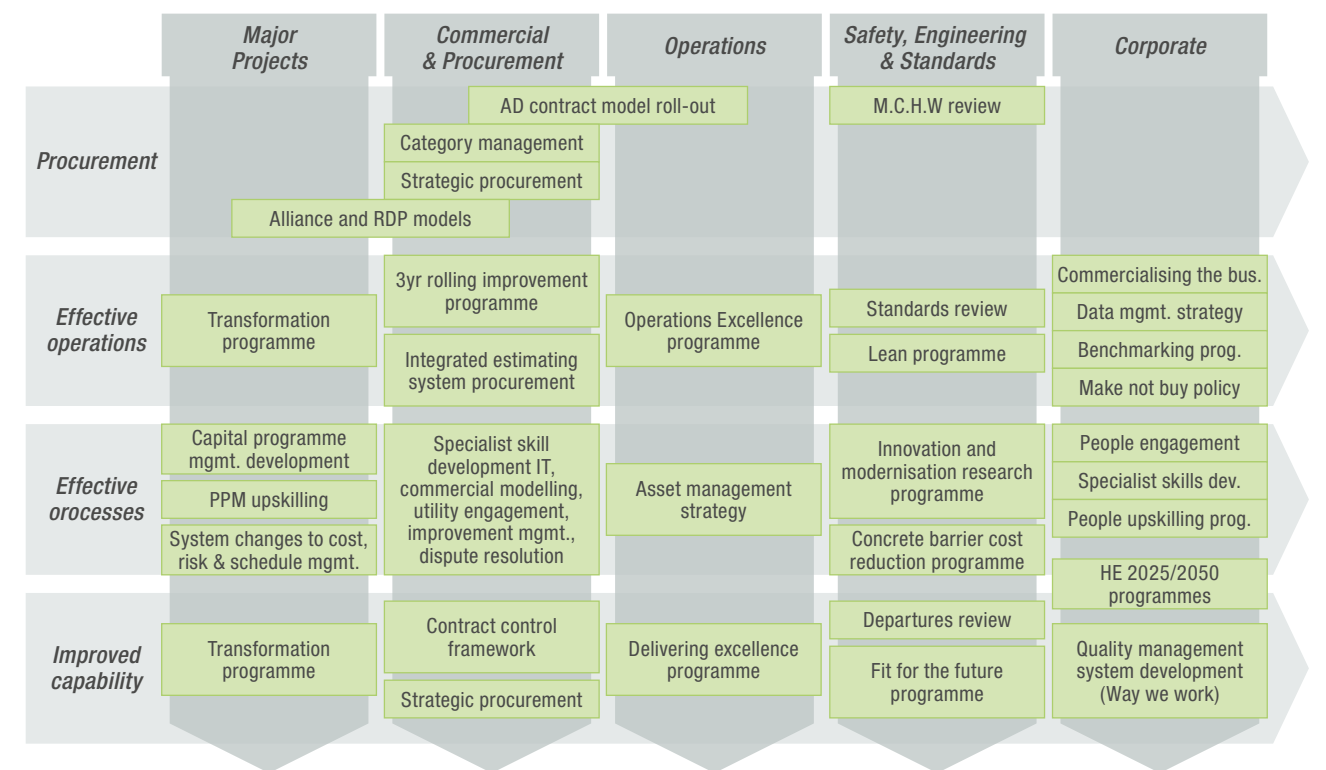 Major
Projects
Commercial
& Procurement
Operations
Safety, Engineering
& Standards
Corporate
Procurement
AD contract model roll-out
M.C.H.W review
Category management
Strategic procurement
Alliance and RDP models
Effective
operations
Transformation
programme
3yr rolling improvement
programme
Integrated estimating
system procurement
Operations Excellence
programme
Standards review
Lean programme
Commercialising the bus.
Data mgmt. strategy
Benchmarking prog.
Make not buy policy
Effective
orocesses
Capital programme
mgmt. development
PPM upskilling
System changes to cost,
risk & schedule mgmt.
Specialist skill
development IT,
commercial modelling,
utility engagement,
improvement mgmt.,
dispute resolution
Asset management
strategy
Innovation and
modernisation research
programme
Concrete barrier cost
reduction programme
People engagement
Specialist skills dev.
People upskilling prog.
HE 2025/2050
programmes
Improved
capability
Transformation
programme
Contract control
framework
Strategic procurement
Delivering excellence
programme
Departures review
Fit for the future
programme
Quality management
system development
(Way we work)